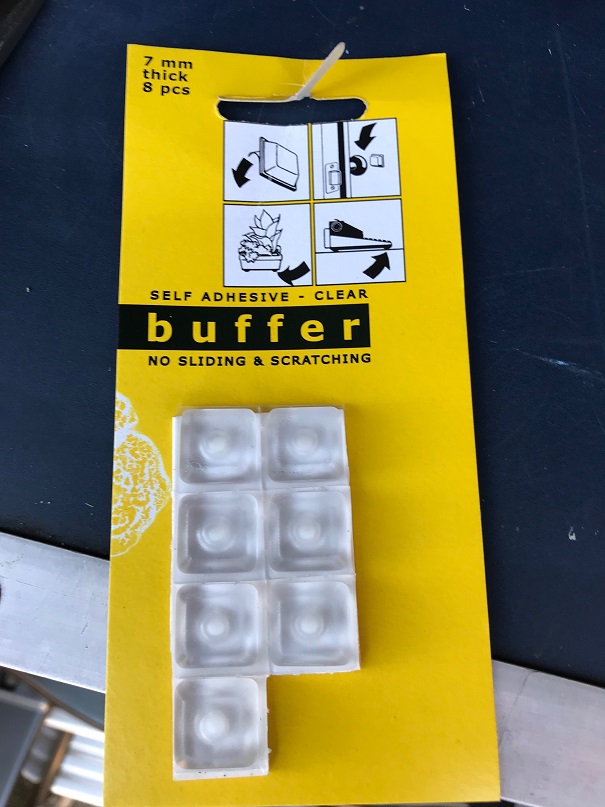 7 mm
thick
8 pcs
SELF ADHESIVE - CLEAR
buffer
NO SLIDING & SCRATCHING